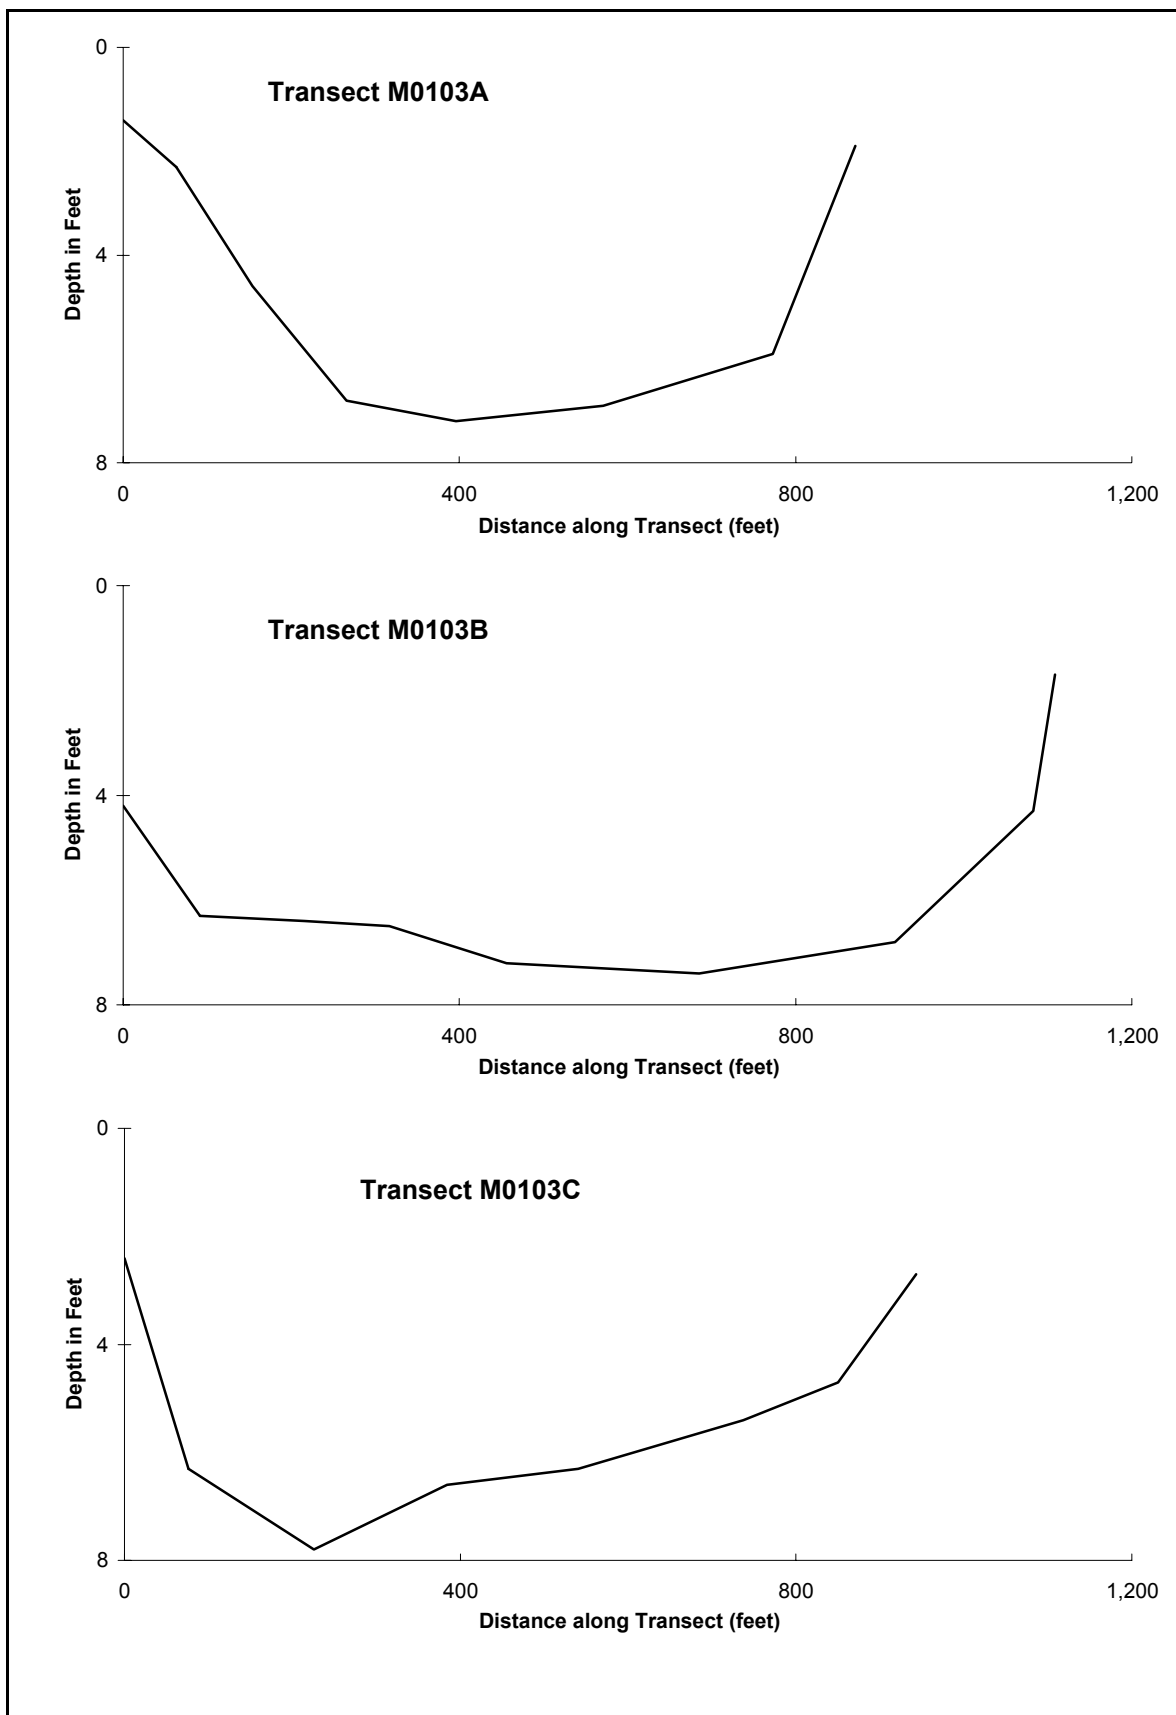 0
Transect M0103A
Depth in Feet
4
8
0 400 800 1,200
Distance along Transect (feet)
0
Transect M0103B
Depth in Feet
4
8
0 400 800 1,200
Distance along Transect (feet)
0
Transect M0103C
Depth in Feet
4
8
0 400 800 1,200
Distance along Transect (feet)